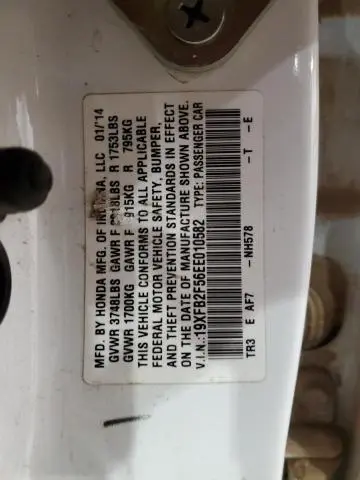 MFD. BY HONDA MFG. OF INDIANA, LLC 01/'14
GVWR 3748LBS GAWR F LBS R 1753LBS
GVWR 1700KG GAWR F 915KG R 795KG
THIS VEHICLE CONFORMS TO ALL APPLICABLE
FEDERAL MOTOR VEHICLE SAFETY, BUMPER,
AND THEFT PREVENTION STANDARDS IN EFFECT
ON THE DATE OF MANUFACTURE SHOWN ABOVE.
V.I.N.:19XFB2F56EE010582 TYPE: PASSENGER CAR
TR3 E AF7 -NH578 -T -E